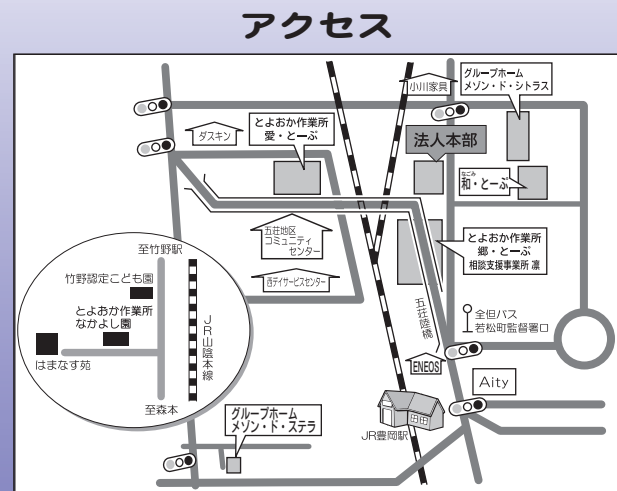 アクセス
小川家具
グループホーム
メゾン・ド・シトラス
ダスキン
とよおか作業所
愛・とーぷ
法人本部
なごみ
和・とーぷ
五荘地区
コミュニティ
センター
とよおか作業所
郷・とーぷ
相談支援事業所 凛
西デイサービスセンター
五荘陸橋
全但バス
若松町監督署口
ENEOS
Aity
JR豊岡駅
グループホーム
メゾン・ド・ステラ
至竹野駅
竹野認定こども園
とよおか作業所
なかよし園
はまなす苑
JR山陰本線
至森本